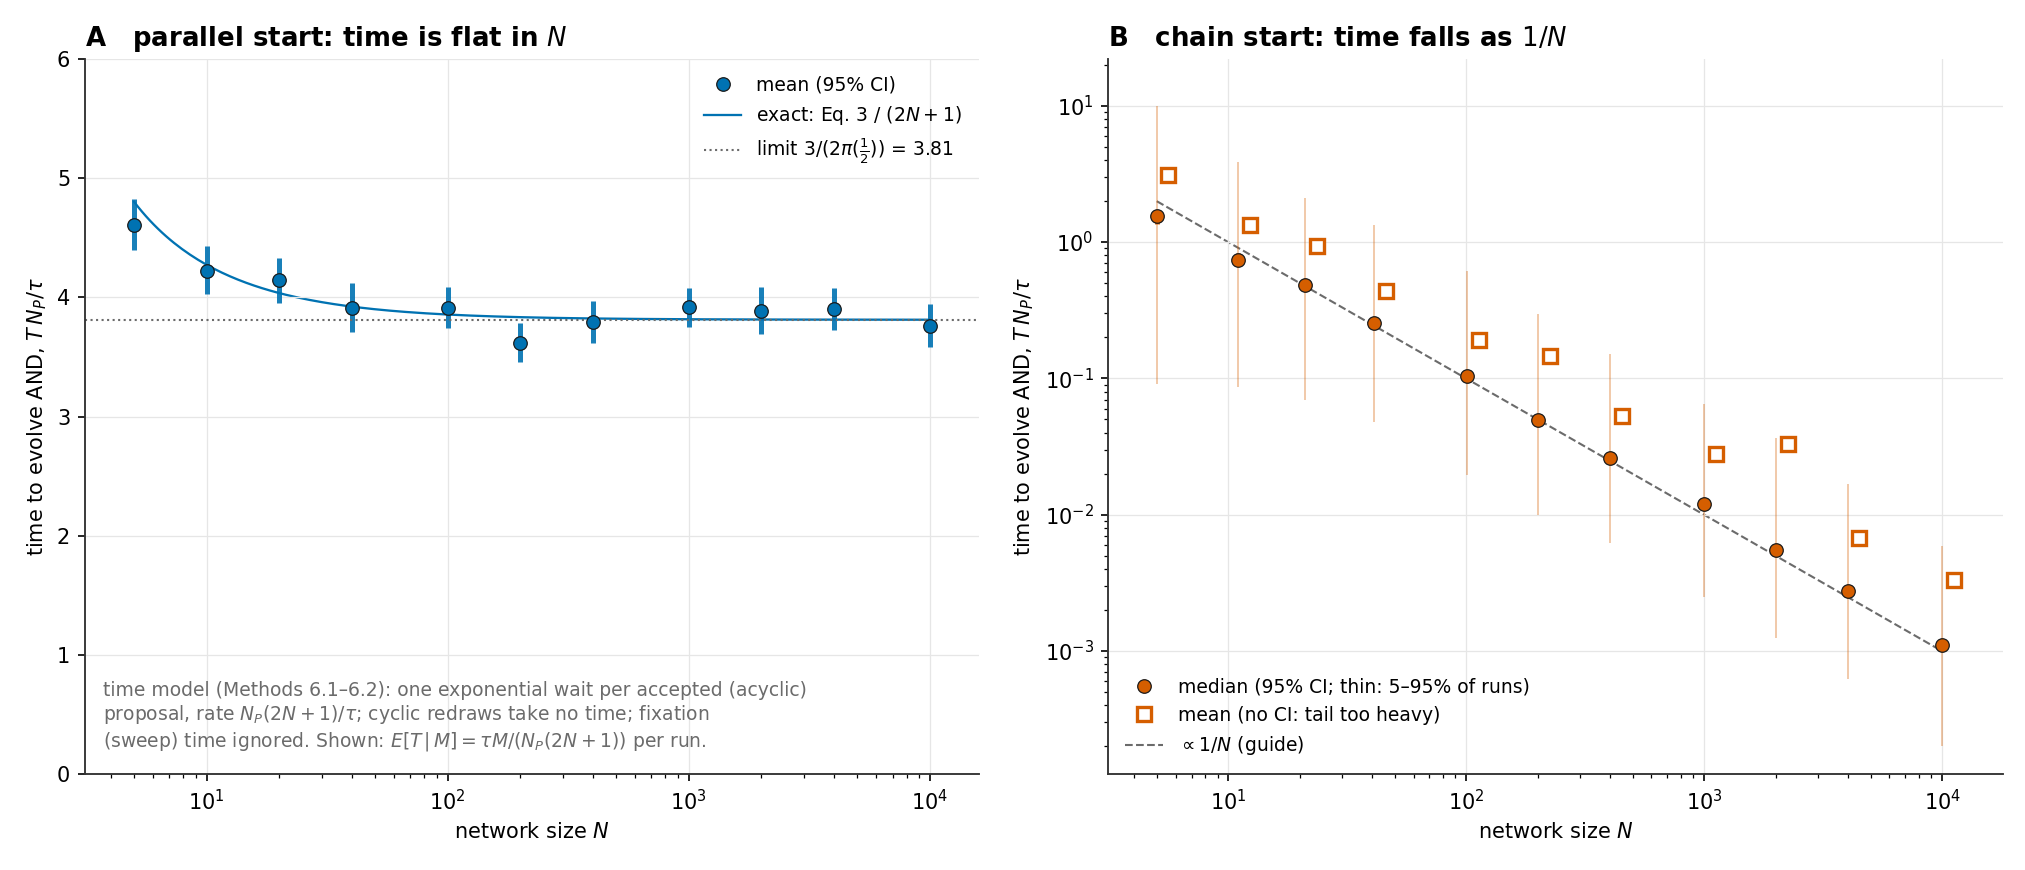 A parallel start: time is flat in N
6
5
4
3
2
1
0
time to evolve AND, T N_P/τ
mean (95% CI)
exact: Eq. 3 / (2N + 1)
limit 3/(2π(1/2)) = 3.81
time model (Methods 6.1–6.2): one exponential wait per accepted (acyclic)
proposal, rate N_P(2N + 1)/τ; cyclic redraws take no time; fixation
(sweep) time ignored. Shown: E[T | M] = τM/(N_P(2N + 1)) per run.
10^1 10^2 10^3 10^4
network size N
B chain start: time falls as 1/N
10^1
10^0
10^−1
10^−2
10^−3
time to evolve AND, T N_P/τ
median (95% CI; thin: 5–95% of runs)
mean (no CI: tail too heavy)
∝ 1/N (guide)
10^1 10^2 10^3 10^4
network size N